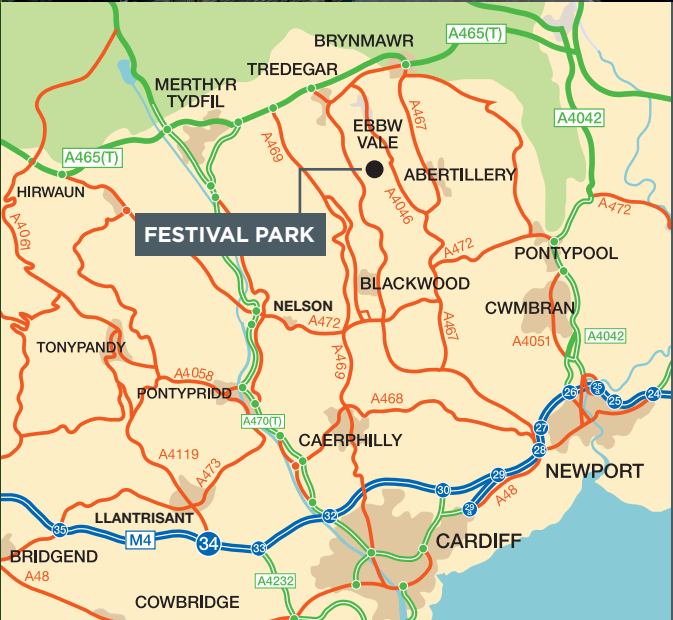 BRYNMAWR
A465(T)
TREDEGAR
MERTHYR
TYDFIL
A467
A4042
EBBW
VALE
A469
A465(T)
ABERTILLERY
HIRWAUN
A4061
A4046
A472
FESTIVAL PARK
A472
PONTYPOOL
BLACKWOOD
NELSON
CWMBRAN
A472
A467
A4051
A4042
TONYPANDY
A469
A4058
PONTYPRIDD
26
25
a
25
24
A468
A470(T)
27
CAERPHILLY
28
A4119
A473
NEWPORT
29
30
A48
29
a
LLANTRISANT
32
35
M4
34
33
CARDIFF
BRIDGEND
A48
A4232
COWBRIDGE